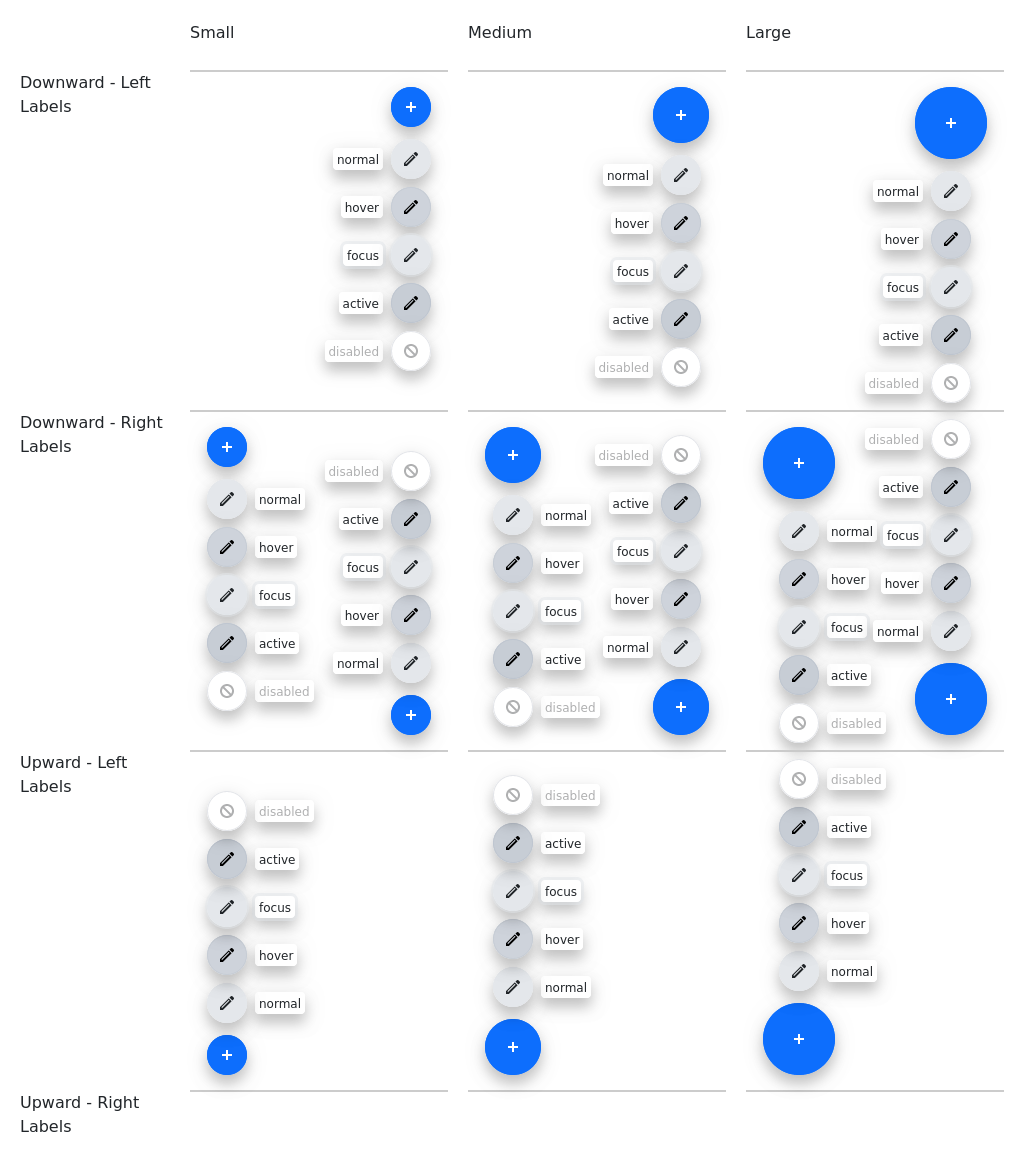 Small
Medium
Large
Downward - Left
Labels
normal
hover
focus
active
disabled
normal
hover
focus
active
disabled
normal
hover
focus
active
disabled
Downward - Right
Labels
normal
hover
focus
active
disabled
disabled
active
focus
hover
normal
normal
hover
focus
active
disabled
disabled
active
focus
hover
normal
normal
hover
focus
active
disabled
disabled
active
focus
hover
normal
Upward - Left
Labels
disabled
active
focus
hover
normal
disabled
active
focus
hover
normal
disabled
active
focus
hover
normal
Upward - Right
Labels